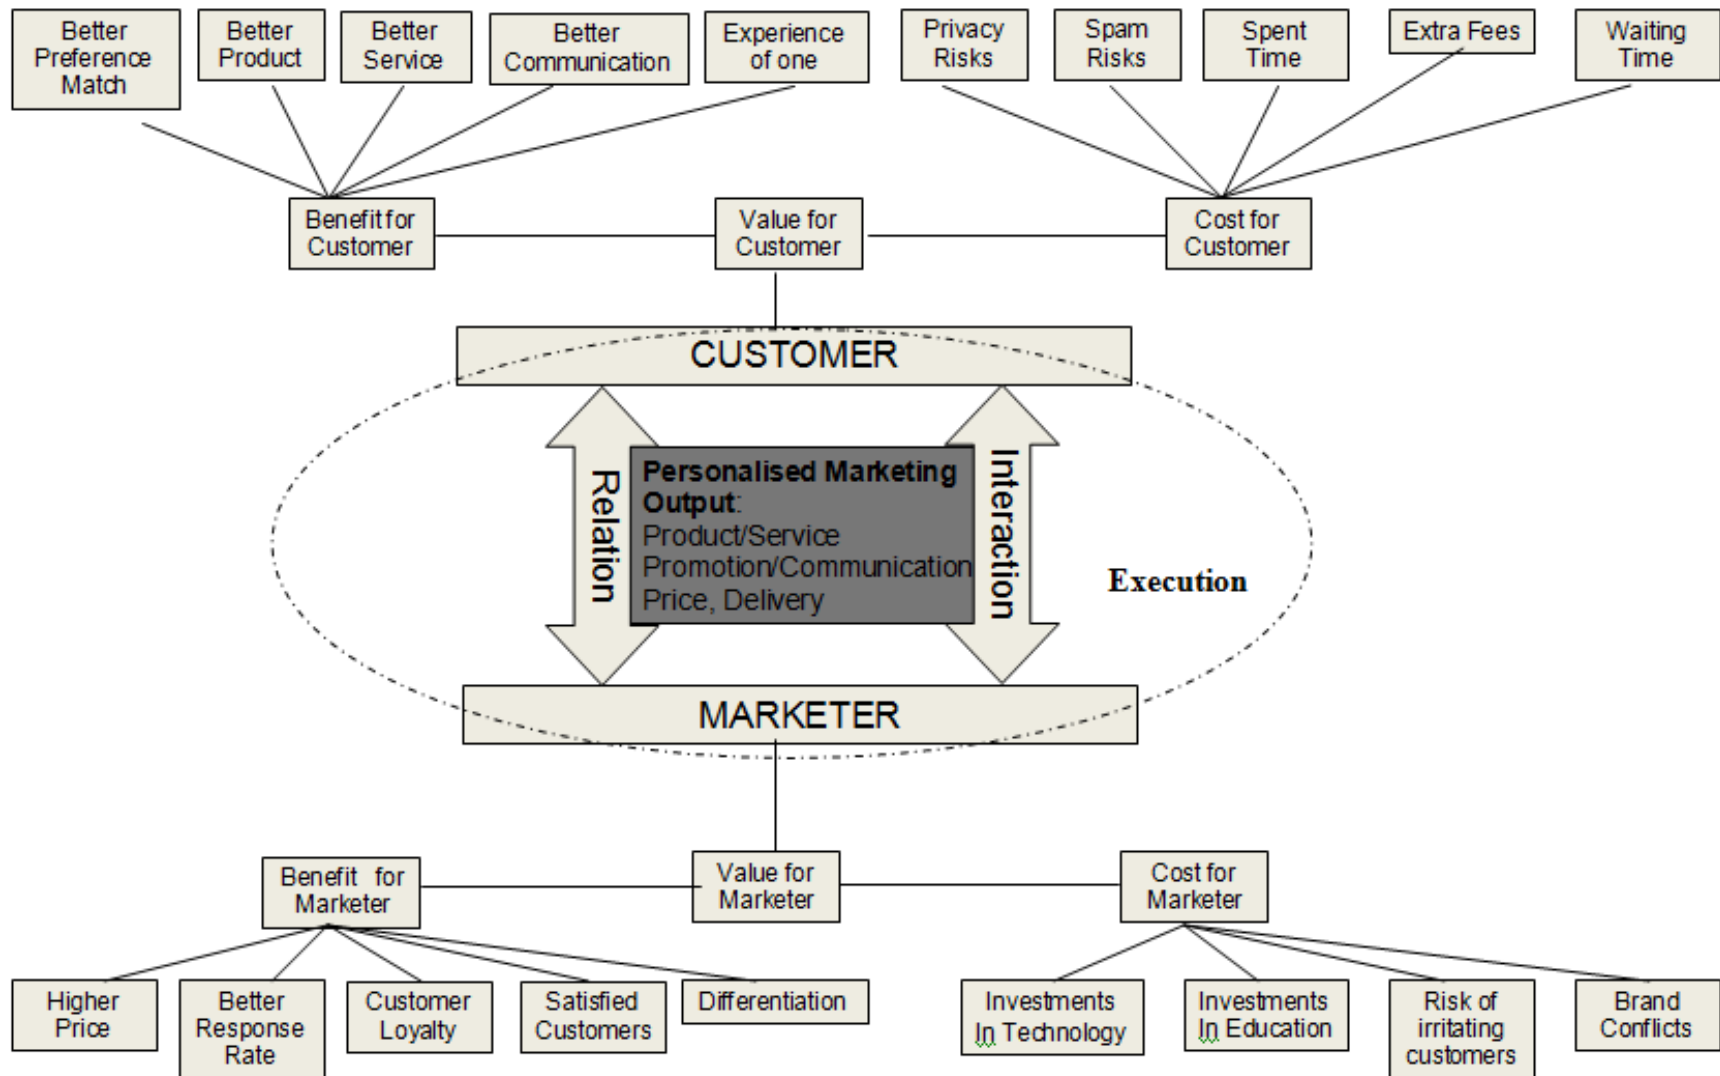 Better
Preference
Match
Better
Product
Better
Service
Better
Communication
Experience
of one
Privacy
Risks
Spam
Risks
Spent
Time
Extra Fees
Waiting
Time
Benefit for
Customer
Value for
Customer
Cost for
Customer
CUSTOMER
Relation
Personalised Marketing
Output:
Product/Service
Promotion/Communication
Price, Delivery
Interaction
Execution
MARKETER
Benefit for
Marketer
Value for
Marketer
Cost for
Marketer
Higher
Price
Better
Response
Rate
Customer
Loyalty
Satisfied
Customers
Differentiation
Investments
In Technology
Investments
In Education
Risk of
irritating
customers
Brand
Conflicts